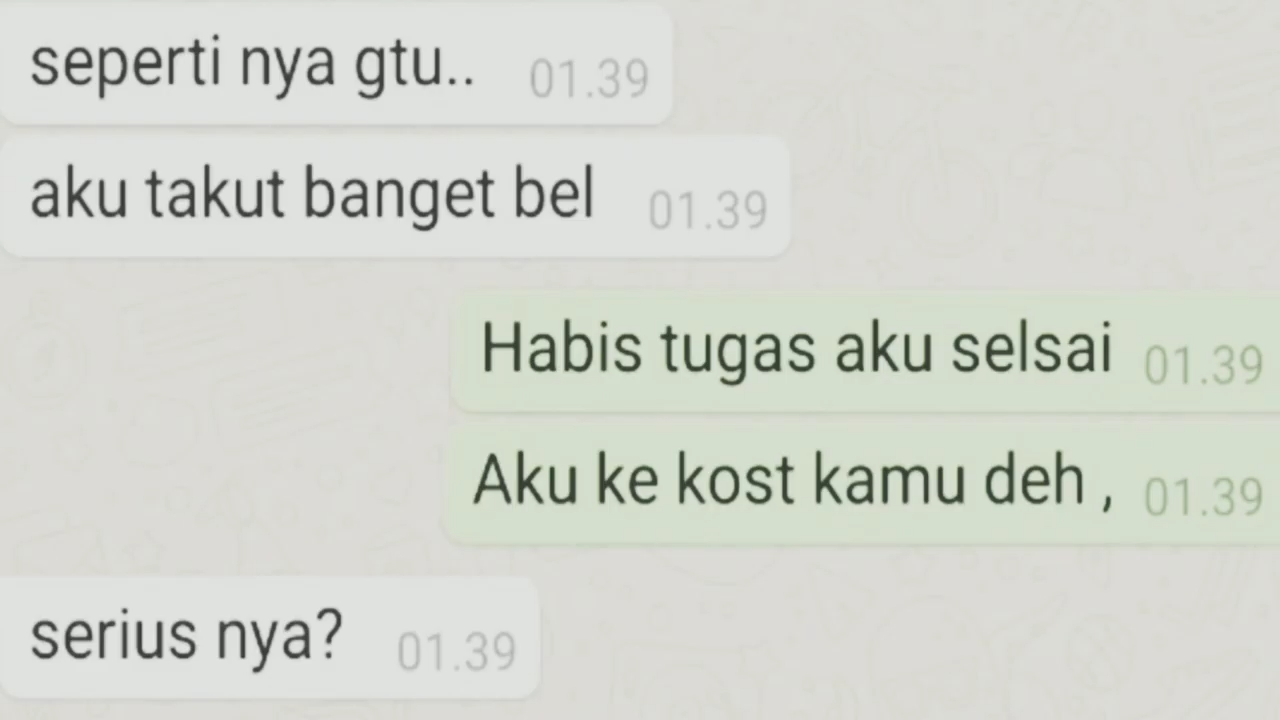 seperti nya gtu.. 01.39
aku takut banget bel 01.39
Habis tugas aku selsai 01.39
Aku ke kost kamu deh , 01.39
serius nya? 01.39